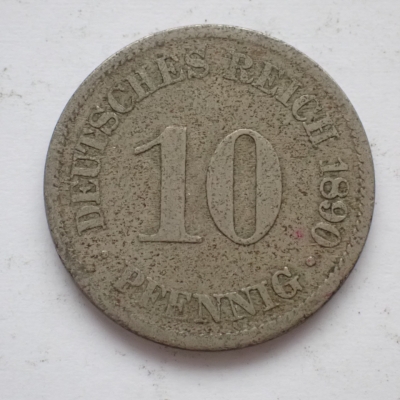 DEUTSCHES REICH 1890
10
PFENNIG